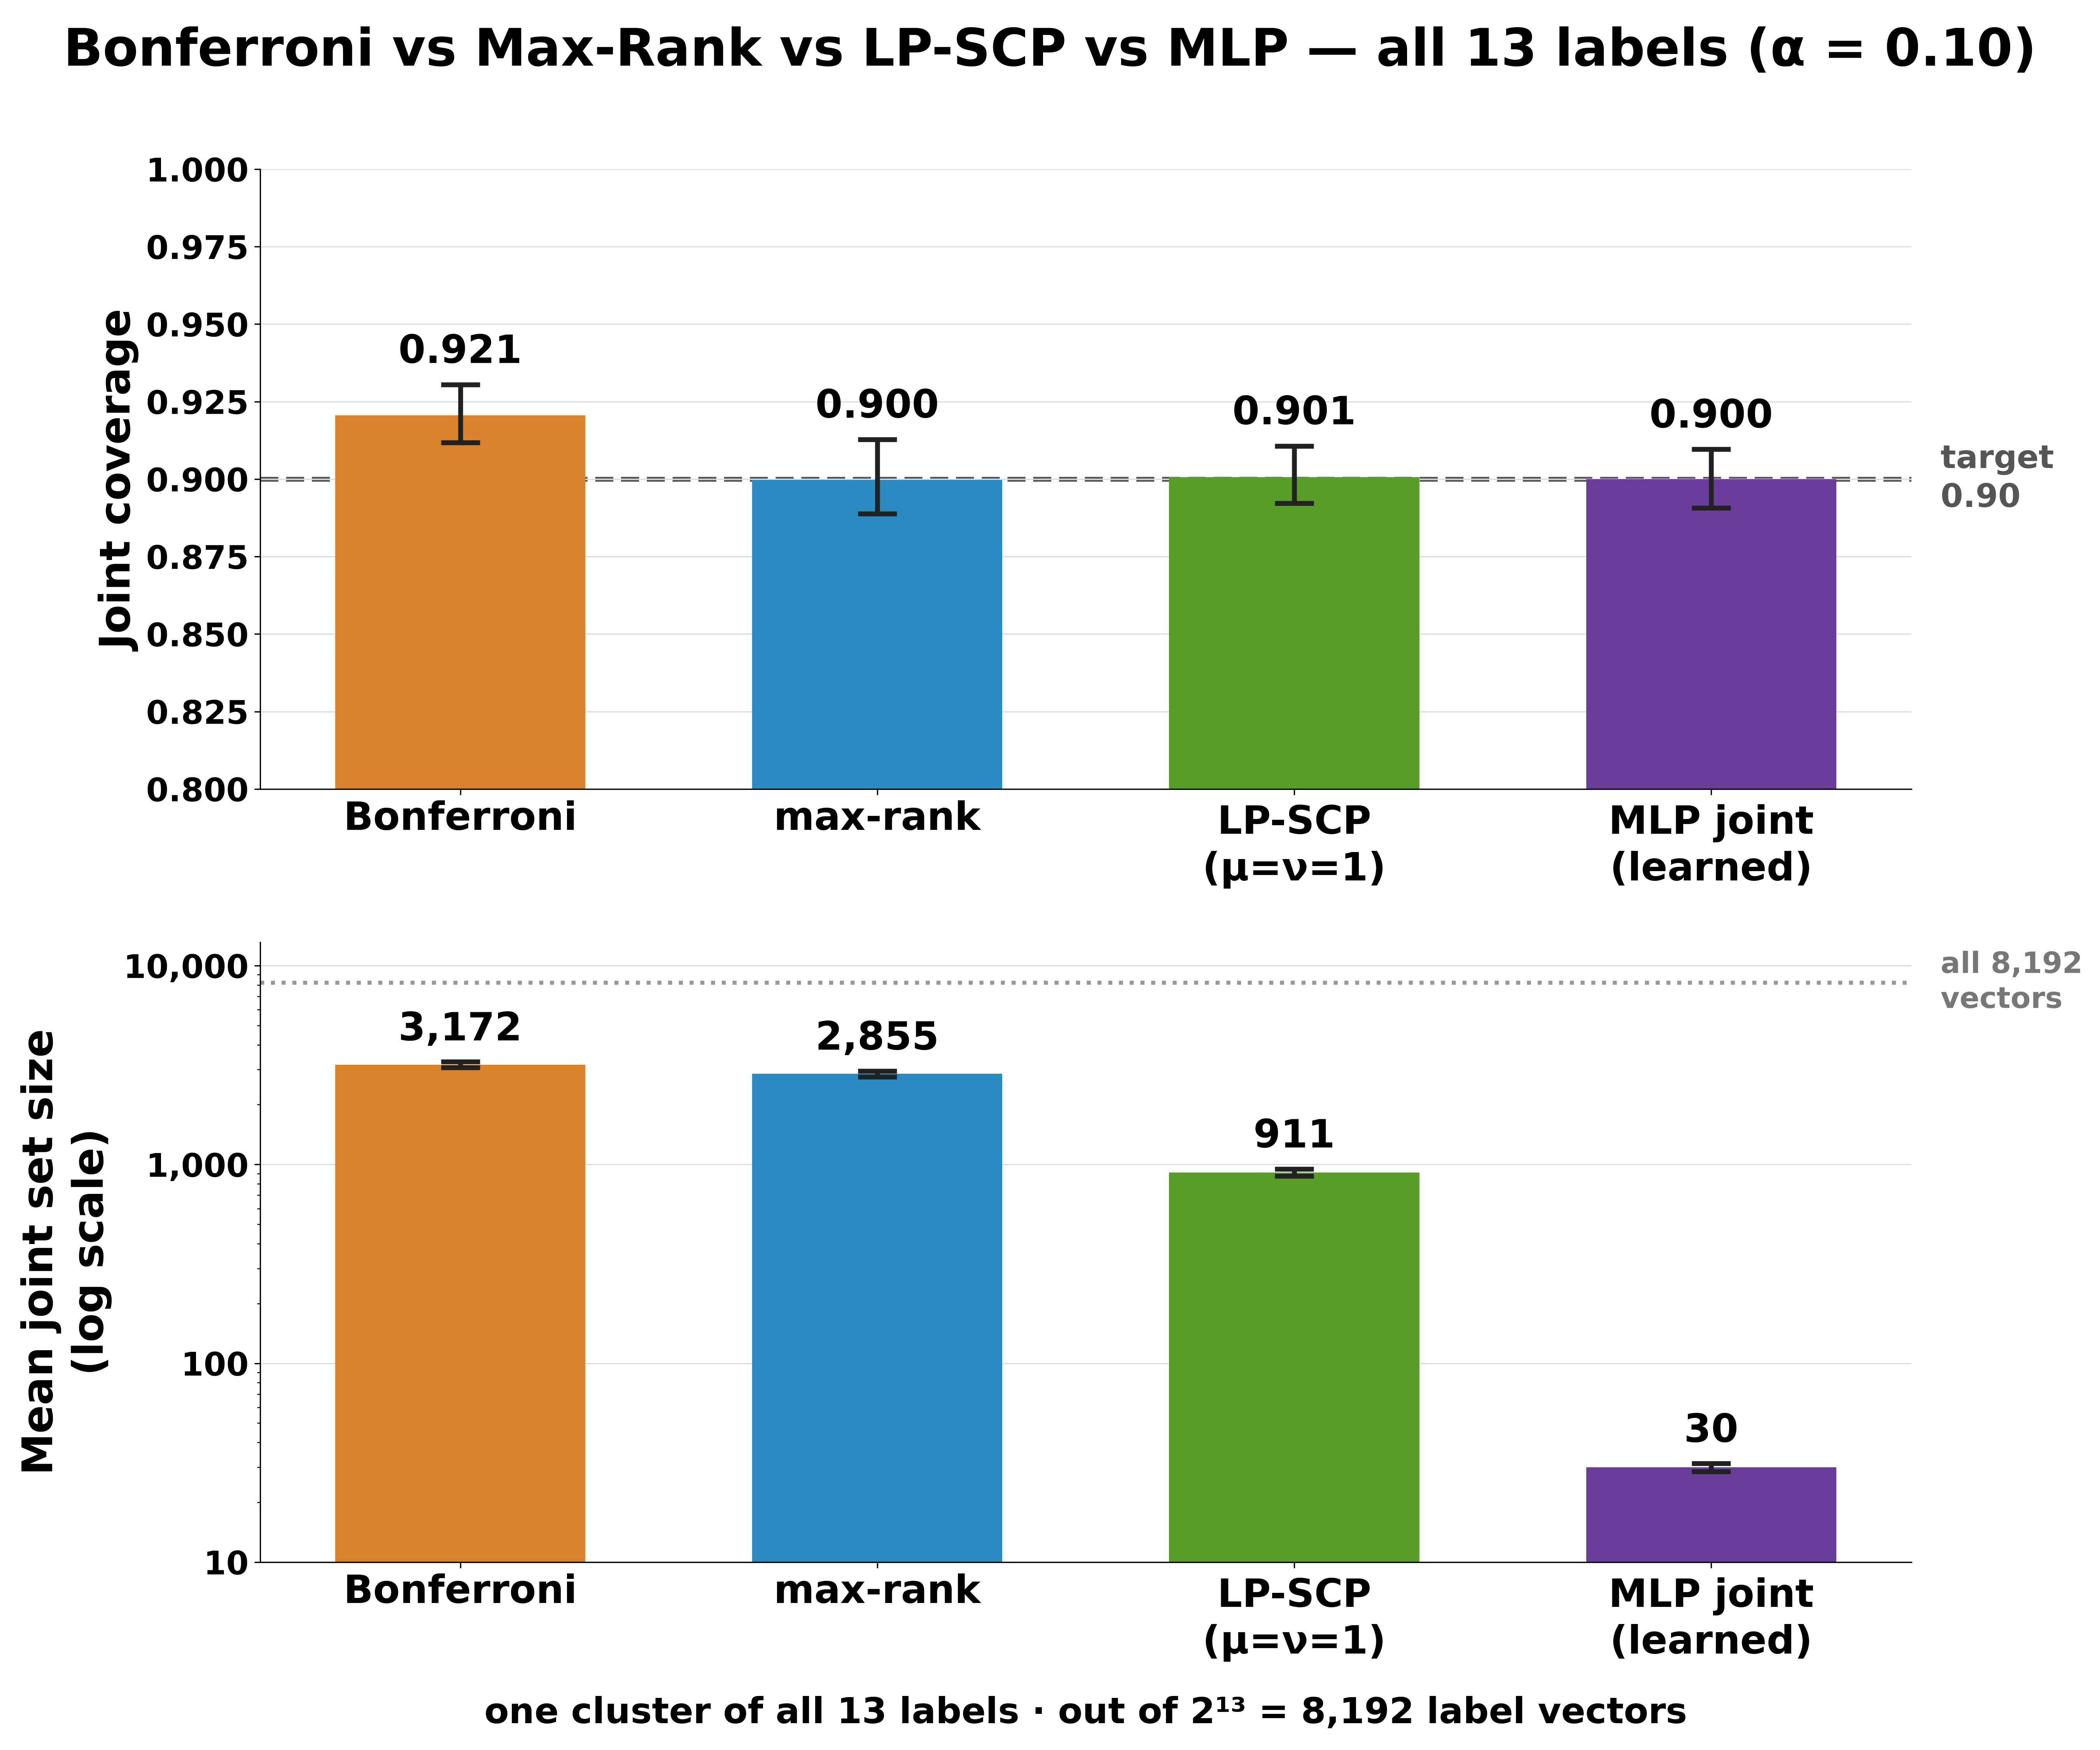 Bonferroni vs Max-Rank vs LP-SCP vs MLP — all 13 labels (α = 0.10)
Joint coverage
1.000
0.975
0.950
0.925
0.900
0.875
0.850
0.825
0.800
0.921
0.900
0.901
0.900
target
0.90
Bonferroni
max-rank
LP-SCP
(μ=ν=1)
MLP joint
(learned)
Mean joint set size
(log scale)
10,000
1,000
100
10
all 8,192
vectors
3,172
2,855
911
30
Bonferroni
max-rank
LP-SCP
(μ=ν=1)
MLP joint
(learned)
one cluster of all 13 labels · out of 2¹³ = 8,192 label vectors